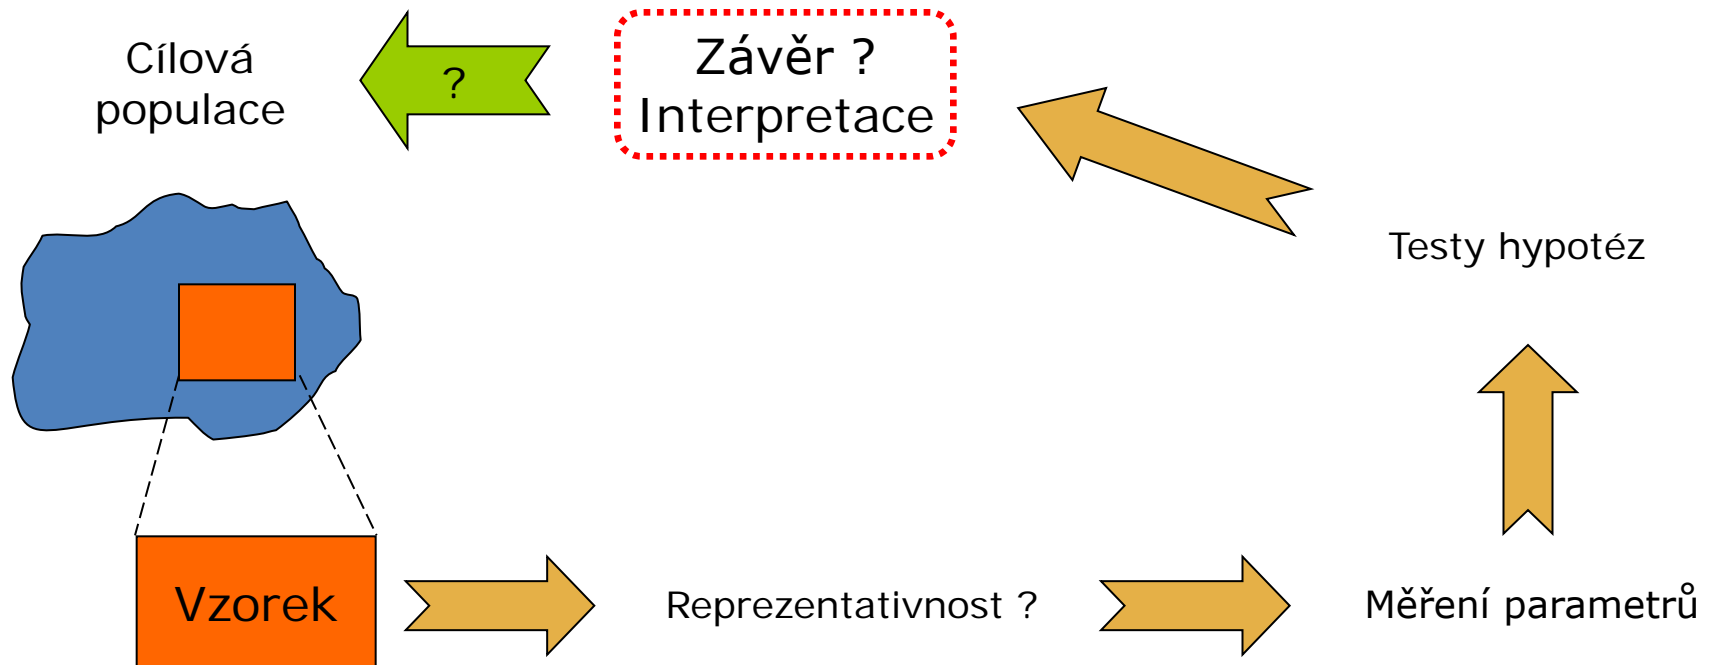 Cílová
populace
?
Závěr ?
Interpretace
Testy hypotéz
Vzorek
Reprezentativnost ?
Měření parametrů